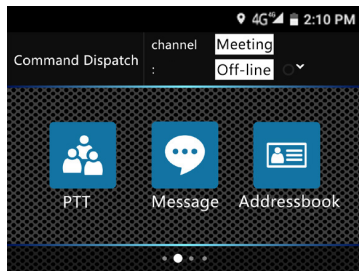 4G 4G 2:10 PM
channel Meeting
Command Dispatch
: Off-line
PTT Message Addressbook